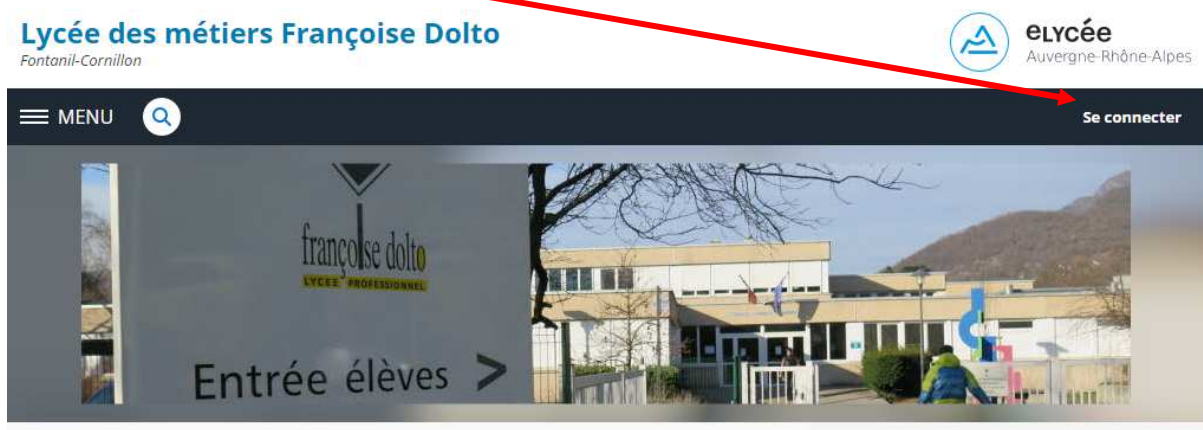 Lycée des métiers Françoise Dolto
Fontanil-Cornillon
eLYCée
Auvergne-Rhône-Alpes
MENU
Se connecter
françoise dolto
LYCEE PROFESSIONNEL
Entrée élèves >